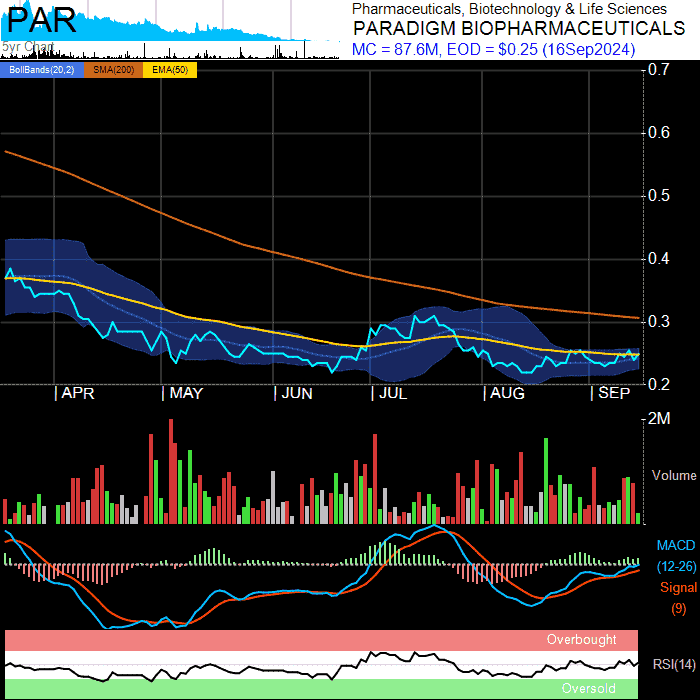 PAR
5yr Chart
Pharmaceuticals, Biotechnology & Life Sciences
PARADIGM BIOPHARMACEUTICALS
MC = 87.6M, EOD = $0.25 (16Sep2024)
BollBands(20,2) SMA(200) EMA(50)
0.7
0.6
0.5
0.4
0.3
0.2
| APR | MAY | JUN | JUL | AUG | SEP
2M
Volume
MACD
(12-26)
Signal
(9)
Overbought
RSI(14)
Oversold